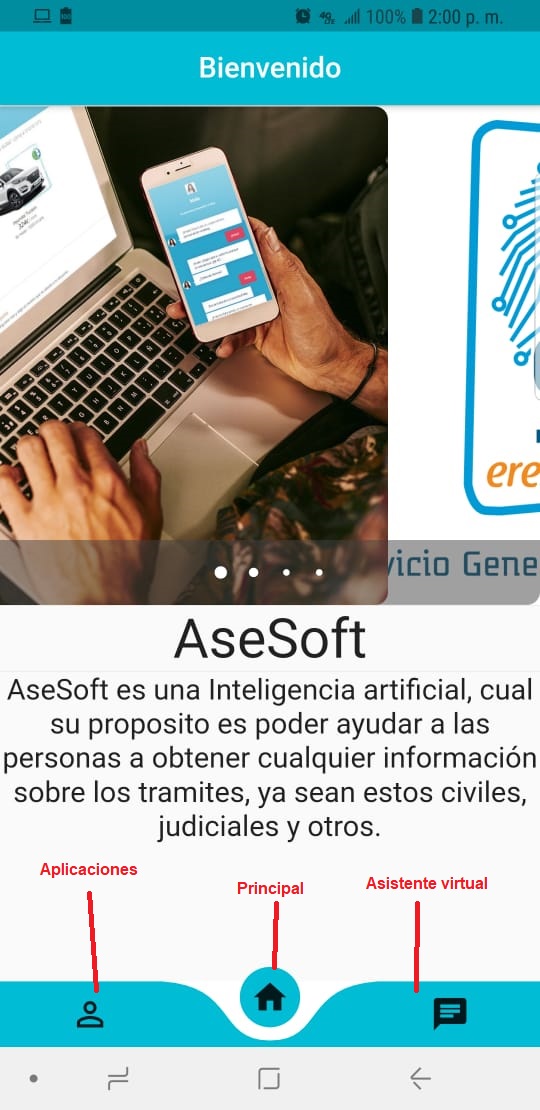 100% 2:00 p. m.
Bienvenido
ere
vicio Gene
AseSoft
AseSoft es una Inteligencia artificial, cual
su proposito es poder ayudar a las
personas a obtener cualquier información
sobre los tramites, ya sean estos civiles,
judiciales y otros.
Aplicaciones
Principal
Asistente virtual